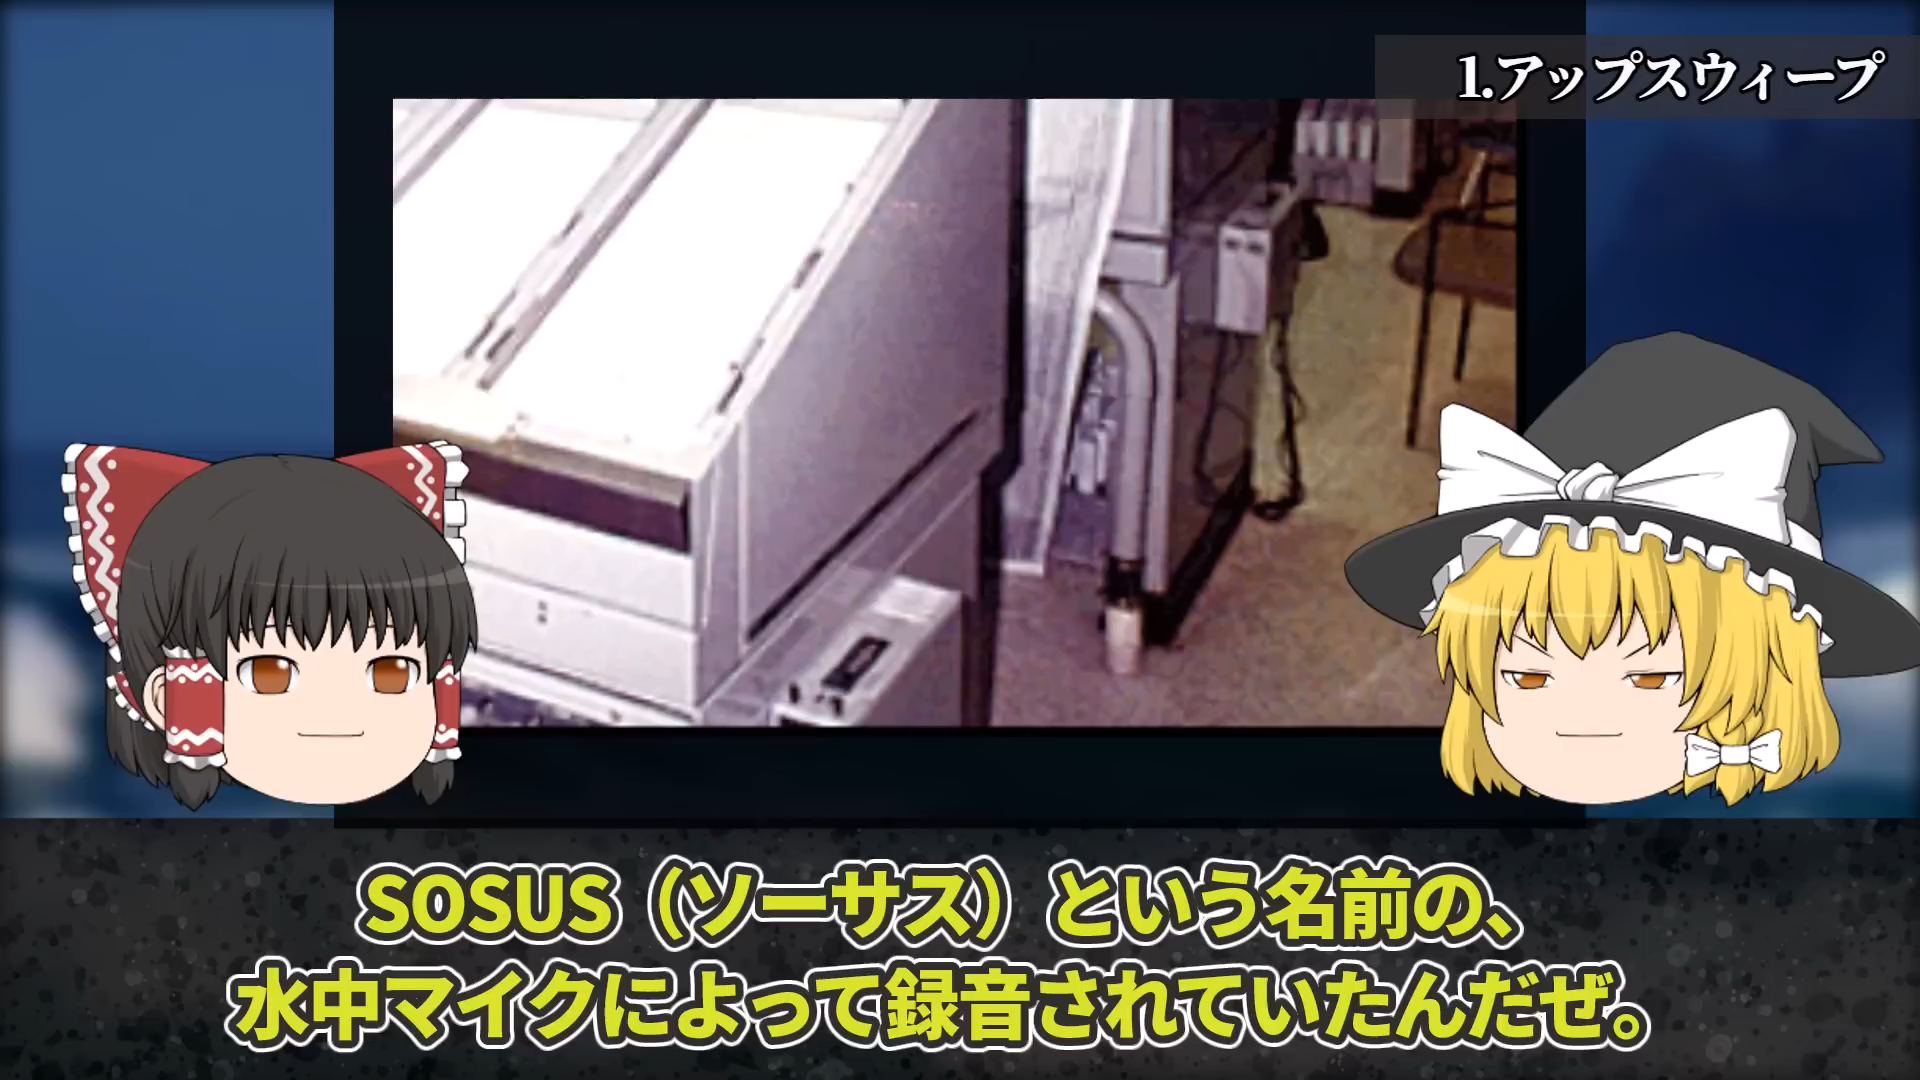 1.アップスウィープ
SOSUS（ソーサス）という名前の、
水中マイクによって録音されていたんだぜ。